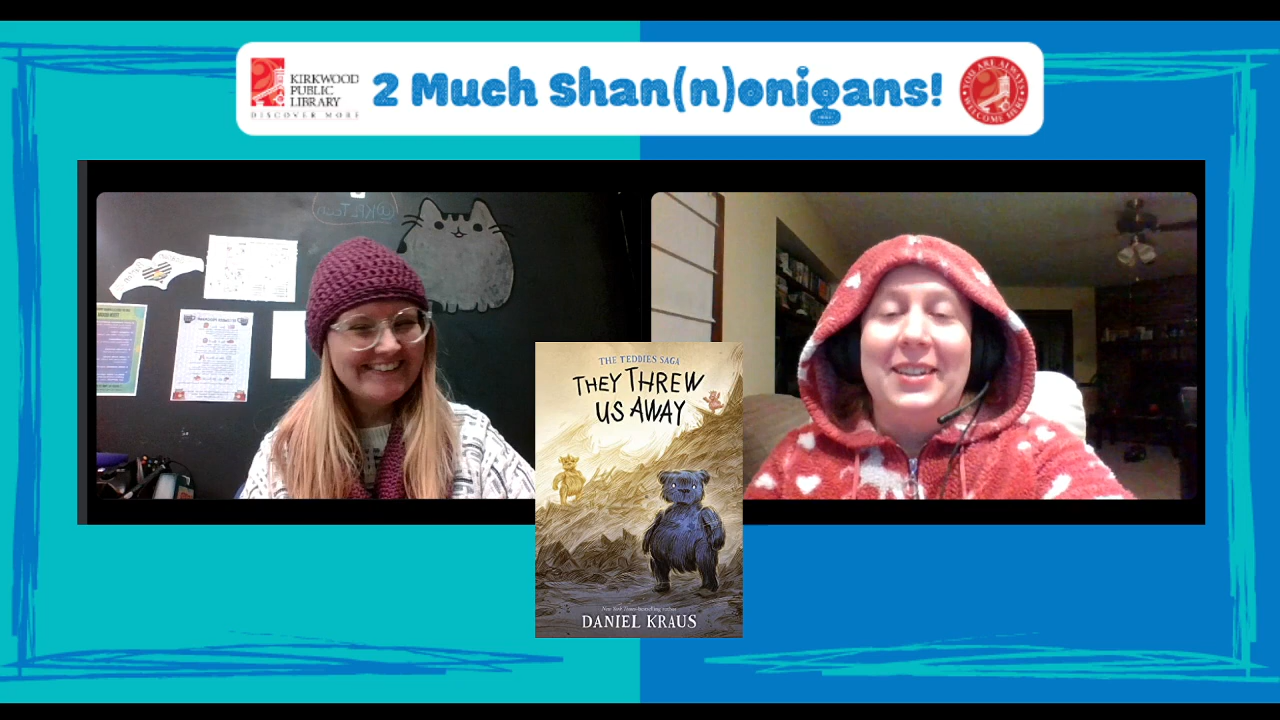 KIRKWOOD
PUBLIC
LIBRARY
DISCOVER MORE
2 Much Shan(n)onigans!
YOU ARE ALWAYS
WELCOME HERE
THE TEDDIES SAGA
THEY THREW
US AWAY
New York Times-bestselling author
DANIEL KRAUS